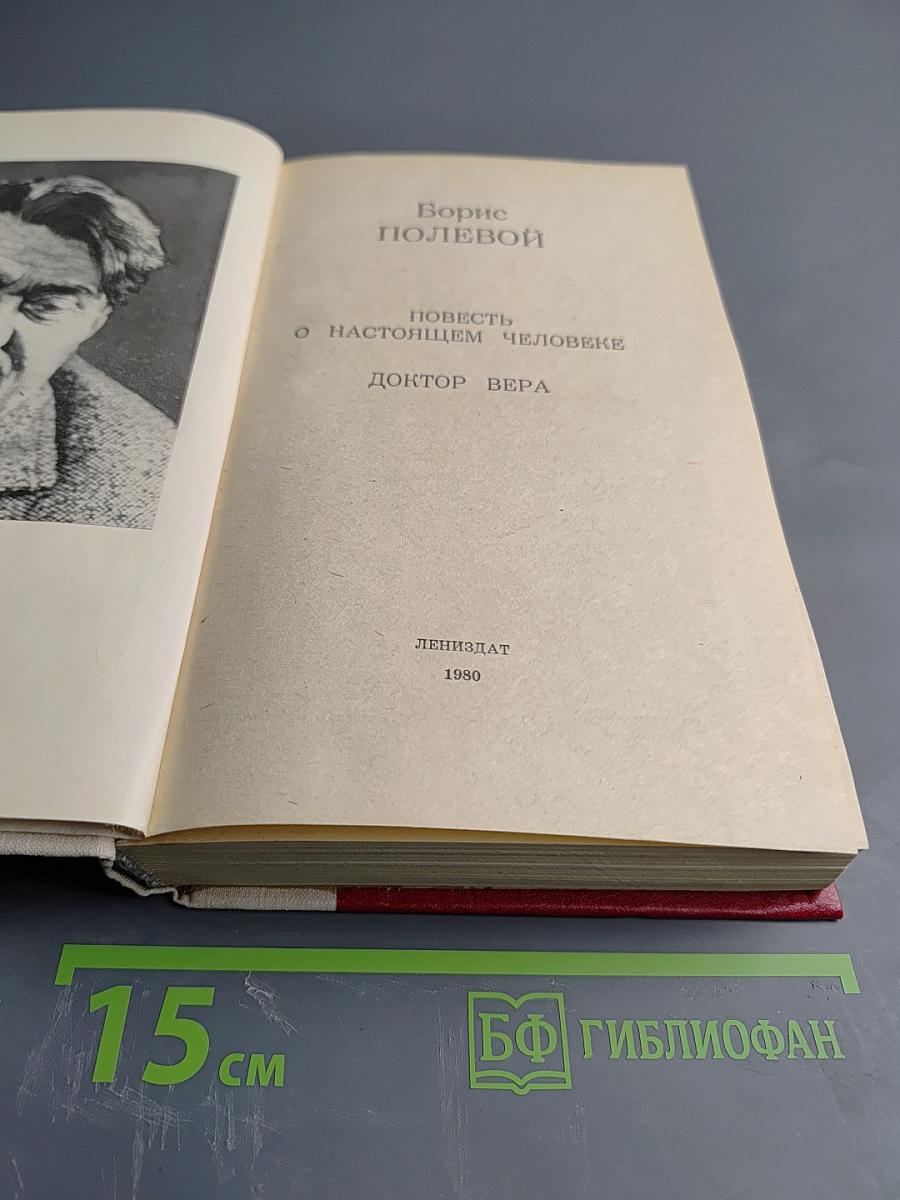 Борис
ПОЛЕВОЙ
ПОВЕСТЬ
О НАСТОЯЩЕМ ЧЕЛОВЕКЕ
ДОКТОР ВЕРА
ЛЕНИЗДАТ
1980
15 см
БФ ГИБЛИОФАН